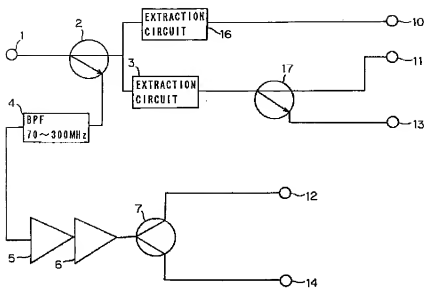 EXTRACTION
CIRCUIT
16
10
1
2
3
EXTRACTION
CIRCUIT
17
11
4
BPF
70~300MHz
13
7
12
5
6
14